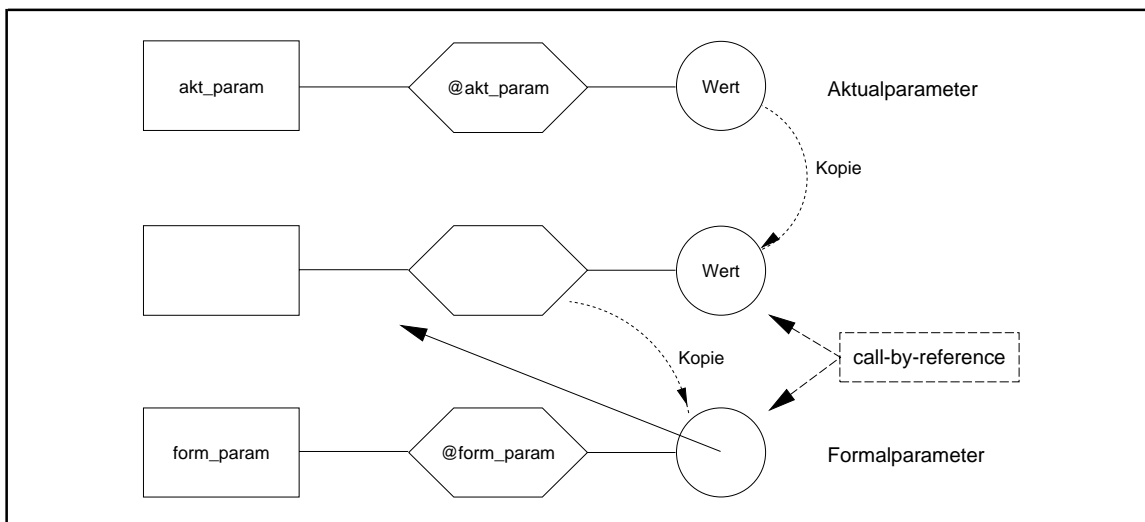 akt_param
@akt_param
Wert
Aktualparameter
Kopie
Wert
Kopie
call-by-reference
form_param
@form_param
Formalparameter